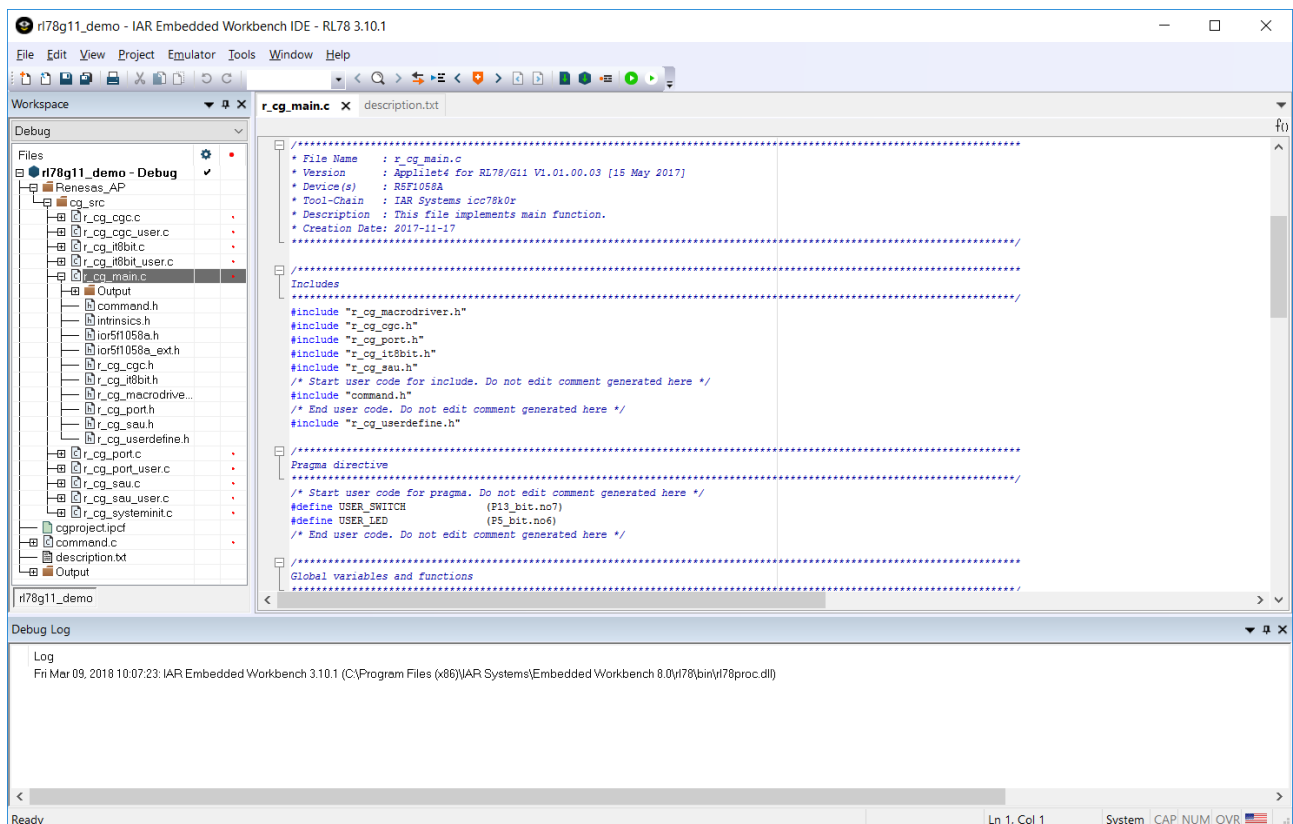 rl78g11_demo - IAR Embedded Workbench IDE - RL78 3.10.1
File Edit View Project Emulator Tools Window Help
Workspace
Debug
Files
rl78g11_demo - Debug
Renesas_AP
cg_src
r_cg_cgc.c
r_cg_cgc_user.c
r_cg_it8bit.c
r_cg_it8bit_user.c
r_cg_main.c
Output
command.h
intrinsics.h
ior5f1058a.h
ior5f1058a_ext.h
r_cg_cgc.h
r_cg_it8bit.h
r_cg_macrodrive...
r_cg_port.h
r_cg_sau.h
r_cg_userdefine.h
r_cg_port.c
r_cg_port_user.c
r_cg_sau.c
r_cg_sau_user.c
r_cg_systeminit.c
cgproject.ipcf
command.c
description.txt
Output
rl78g11_demo
r_cg_main.c description.txt
f()
/***********************************************************************************************************************
* File Name : r_cg_main.c
* Version : Applilet4 for RL78/G11 V1.01.00.03 [15 May 2017]
* Device(s) : R5F1058A
* Tool-Chain : IAR Systems icc78k0r
* Description : This file implements main function.
* Creation Date: 2017-11-17
***********************************************************************************************************************/
/***********************************************************************************************************************
Includes
***********************************************************************************************************************/
#include "r_cg_macrodriver.h"
#include "r_cg_cgc.h"
#include "r_cg_port.h"
#include "r_cg_it8bit.h"
#include "r_cg_sau.h"
/* Start user code for include. Do not edit comment generated here */
#include "command.h"
/* End user code. Do not edit comment generated here */
#include "r_cg_userdefine.h"
/***********************************************************************************************************************
Pragma directive
***********************************************************************************************************************/
/* Start user code for pragma. Do not edit comment generated here */
#define USER_SWITCH (P13_bit.no7)
#define USER_LED (P5_bit.no6)
/* End user code. Do not edit comment generated here */
/***********************************************************************************************************************
Global variables and functions
***********************************************************************************************************************/
Debug Log
Log
Fri Mar 09, 2018 10:07:23: IAR Embedded Workbench 3.10.1 (C:\Program Files (x86)\IAR Systems\Embedded Workbench 8.0\rl78\bin\rl78proc.dll)
Ready
Ln 1, Col 1 System CAP NUM OVR